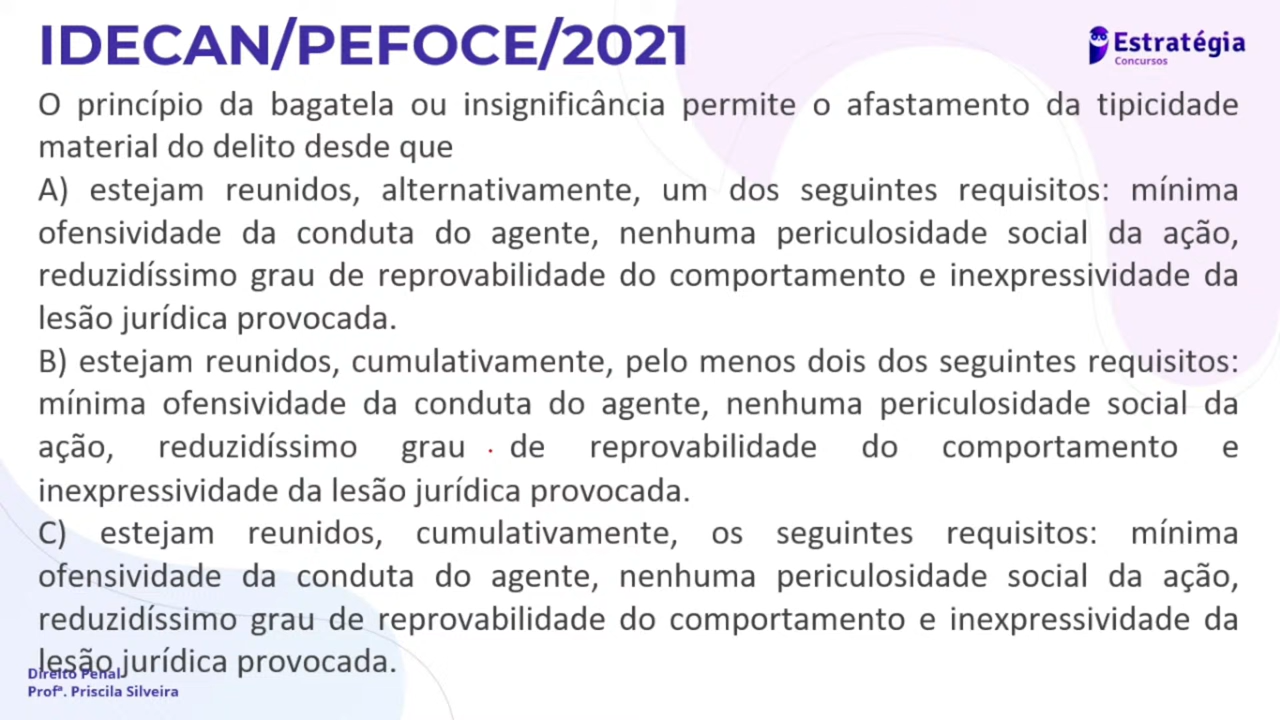 IDECAN/PEFOCE/2021
Estratégia
Concursos
O princípio da bagatela ou insignificância permite o afastamento da tipicidade
material do delito desde que
A) estejam reunidos, alternativamente, um dos seguintes requisitos: mínima
ofensividade da conduta do agente, nenhuma periculosidade social da ação,
reduzidíssimo grau de reprovabilidade do comportamento e inexpressividade da
lesão jurídica provocada.
B) estejam reunidos, cumulativamente, pelo menos dois dos seguintes requisitos:
mínima ofensividade da conduta do agente, nenhuma periculosidade social da
ação, reduzidíssimo grau de reprovabilidade do comportamento e
inexpressividade da lesão jurídica provocada.
C) estejam reunidos, cumulativamente, os seguintes requisitos: mínima
ofensividade da conduta do agente, nenhuma periculosidade social da ação,
reduzidíssimo grau de reprovabilidade do comportamento e inexpressividade da
lesão jurídica provocada.
Direito Penal
Profª. Priscila Silveira